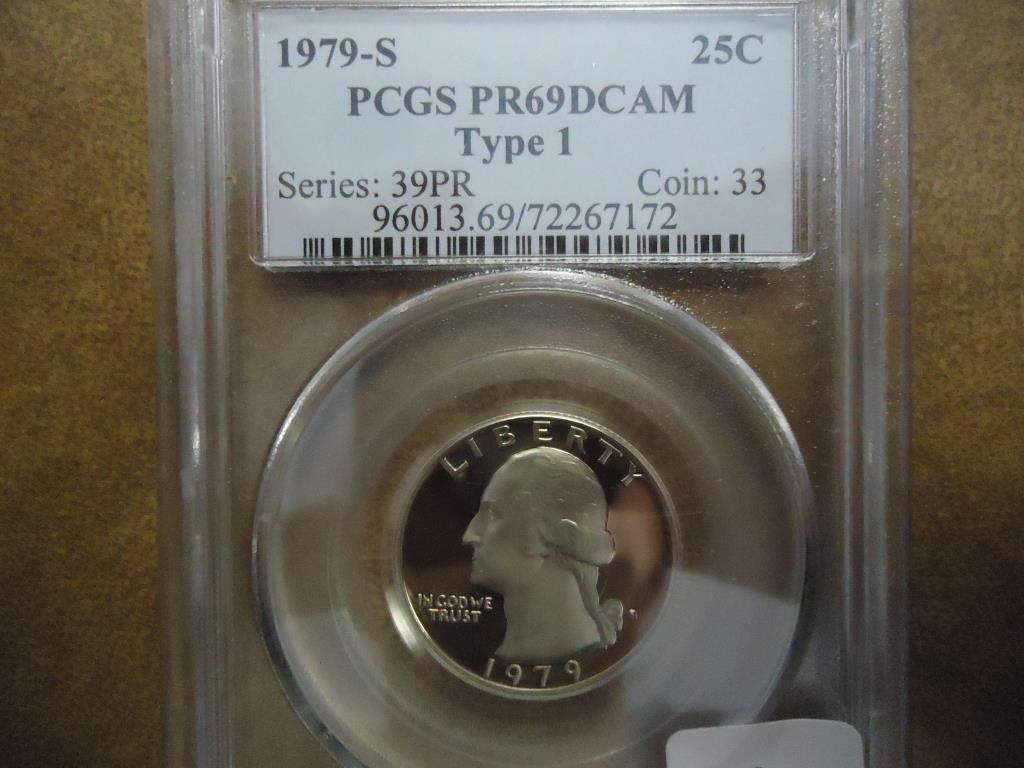 1979-S 25C
PCGS PR69DCAM
Type 1
Series: 39PR Coin: 33
96013.69/72267172
LIBERTY
IN GOD WE
TRUST
1979